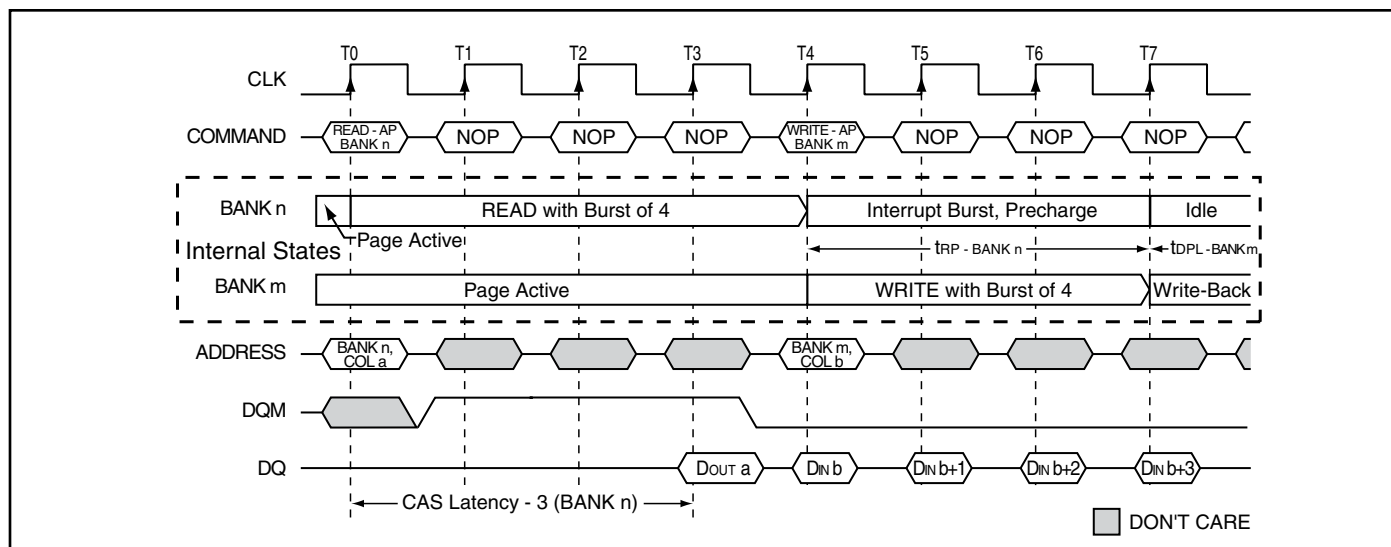 T0 T1 T2 T3 T4 T5 T6 T7
CLK
COMMAND READ - AP BANK n NOP NOP NOP WRITE - AP BANK m NOP NOP NOP
BANK n READ with Burst of 4 Interrupt Burst, Precharge Idle
Page Active
Internal States tRP - BANK n tDPL - BANK m
BANK m Page Active WRITE with Burst of 4 Write-Back
ADDRESS BANK n, COL a BANK m, COL b
DQM
DQ DOUT a DIN b DIN b+1 DIN b+2 DIN b+3
CAS Latency - 3 (BANK n)
DON'T CARE